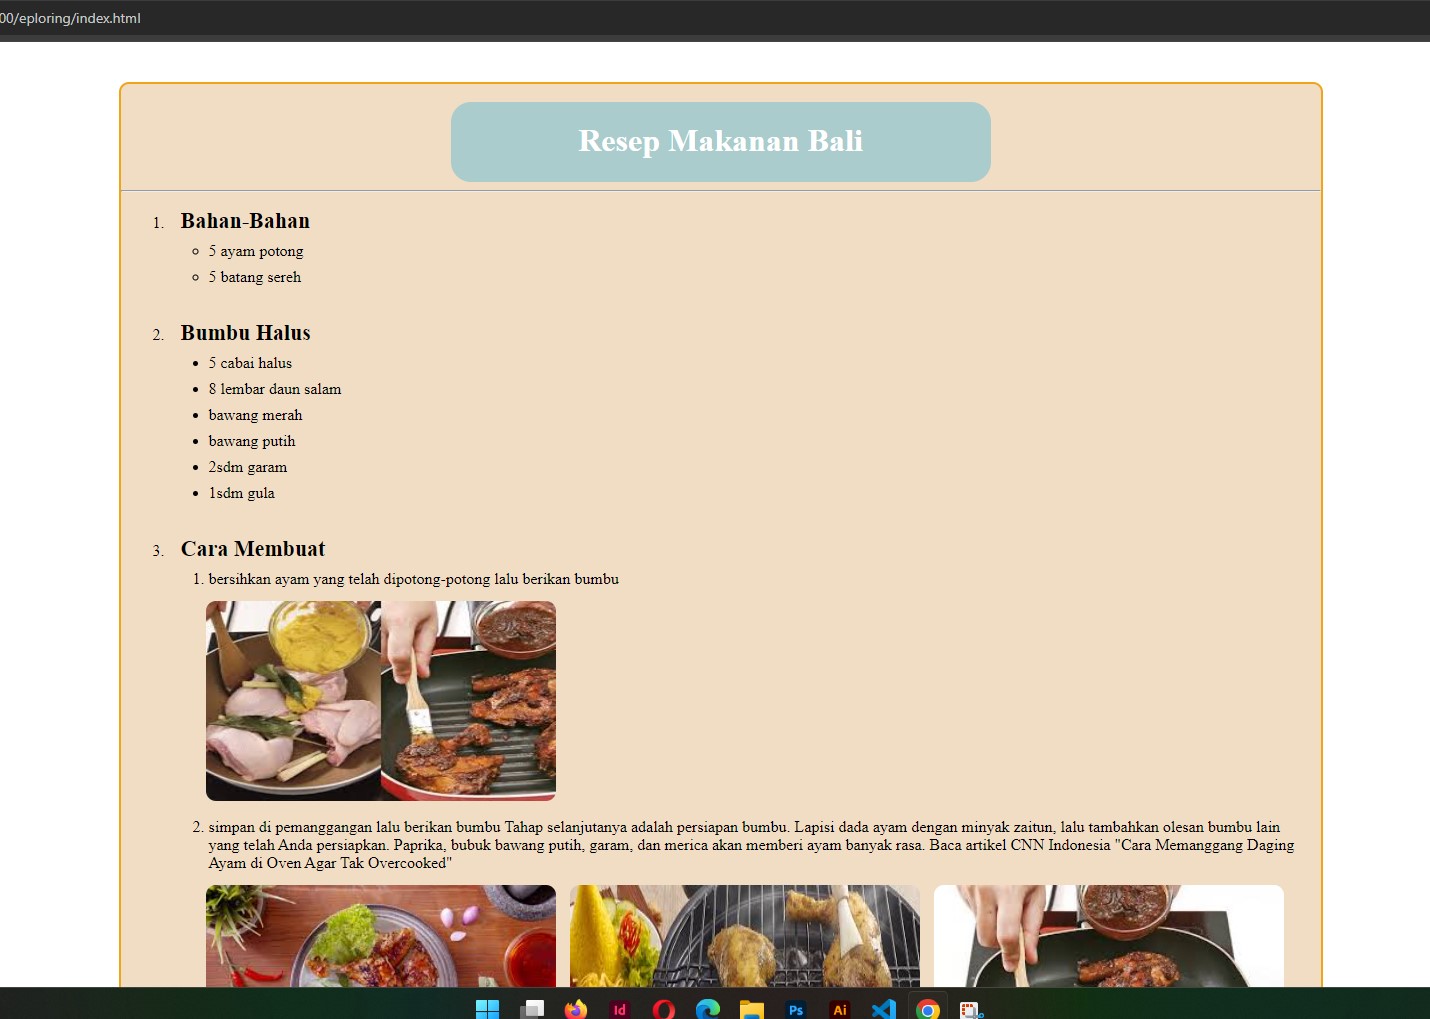 00/eploring/index.html
Resep Makanan Bali
1. Bahan-Bahan
5 ayam potong
5 batang sereh
2. Bumbu Halus
5 cabai halus
8 lembar daun salam
bawang merah
bawang putih
2sdm garam
1sdm gula
3. Cara Membuat
1. bersihkan ayam yang telah dipotong-potong lalu berikan bumbu
2. simpan di pemanggangan lalu berikan bumbu Tahap selanjutanya adalah persiapan bumbu. Lapisi dada ayam dengan minyak zaitun, lalu tambahkan olesan bumbu lain
yang telah Anda persiapkan. Paprika, bubuk bawang putih, garam, dan merica akan memberi ayam banyak rasa. Baca artikel CNN Indonesia "Cara Memanggang Daging
Ayam di Oven Agar Tak Overcooked"
Id
Ps
Ai